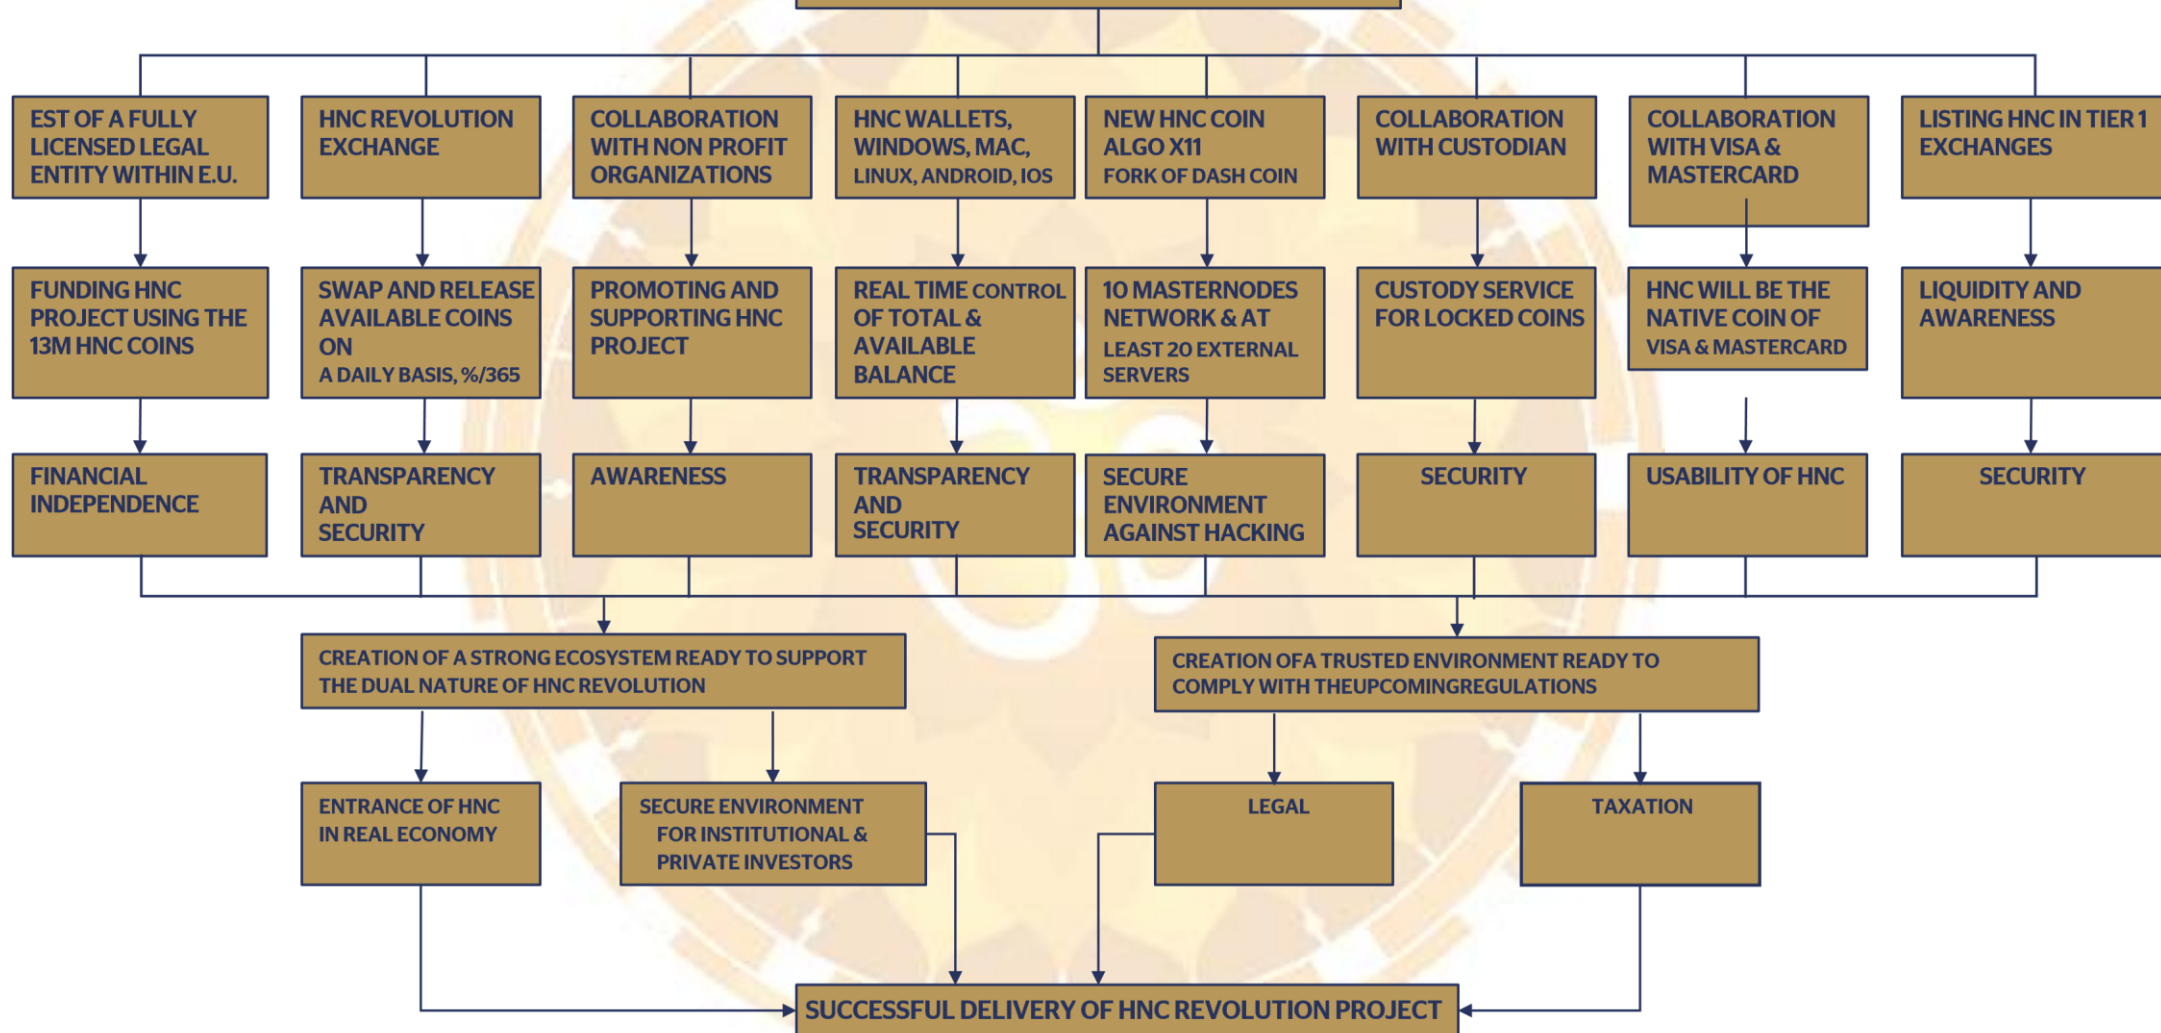 EST OF A FULLY
LICENSED LEGAL
ENTITY WITHIN E.U.
HNC REVOLUTION
EXCHANGE
COLLABORATION
WITH NON PROFIT
ORGANIZATIONS
HNC WALLETS,
WINDOWS, MAC,
LINUX, ANDROID, IOS
NEW HNC COIN
ALGO X11
FORK OF DASH COIN
COLLABORATION
WITH CUSTODIAN
COLLABORATION
WITH VISA &
MASTERCARD
LISTING HNC IN TIER 1
EXCHANGES
FUNDING HNC
PROJECT USING THE
13M HNC COINS
SWAP AND RELEASE
AVAILABLE COINS
ON
A DAILY BASIS, %/365
PROMOTING AND
SUPPORTING HNC
PROJECT
REAL TIME CONTROL
OF TOTAL &
AVAILABLE
BALANCE
10 MASTERNODES
NETWORK & AT
LEAST 20 EXTERNAL
SERVERS
CUSTODY SERVICE
FOR LOCKED COINS
HNC WILL BE THE
NATIVE COIN OF
VISA & MASTERCARD
LIQUIDITY AND
AWARENESS
FINANCIAL
INDEPENDENCE
TRANSPARENCY
AND
SECURITY
AWARENESS
TRANSPARENCY
AND
SECURITY
SECURE
ENVIRONMENT
AGAINST HACKING
SECURITY
USABILITY OF HNC
SECURITY
CREATION OF A STRONG ECOSYSTEM READY TO SUPPORT
THE DUAL NATURE OF HNC REVOLUTION
CREATION OFA TRUSTED ENVIRONMENT READY TO
COMPLY WITH THEUPCOMINGREGULATIONS
ENTRANCE OF HNC
IN REAL ECONOMY
SECURE ENVIRONMENT
FOR INSTITUTIONAL &
PRIVATE INVESTORS
LEGAL
TAXATION
SUCCESSFUL DELIVERY OF HNC REVOLUTION PROJECT